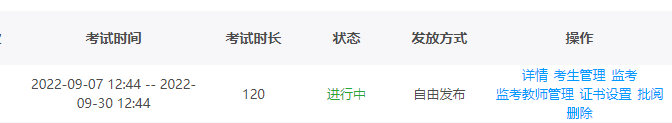 考试时间 考试时长 状态 发放方式 操作
2022-09-07 12:44 -- 2022-
09-30 12:44 120 进行中 自由发布 详情 考生管理 监考
监考教师管理 证书设置 批阅
删除